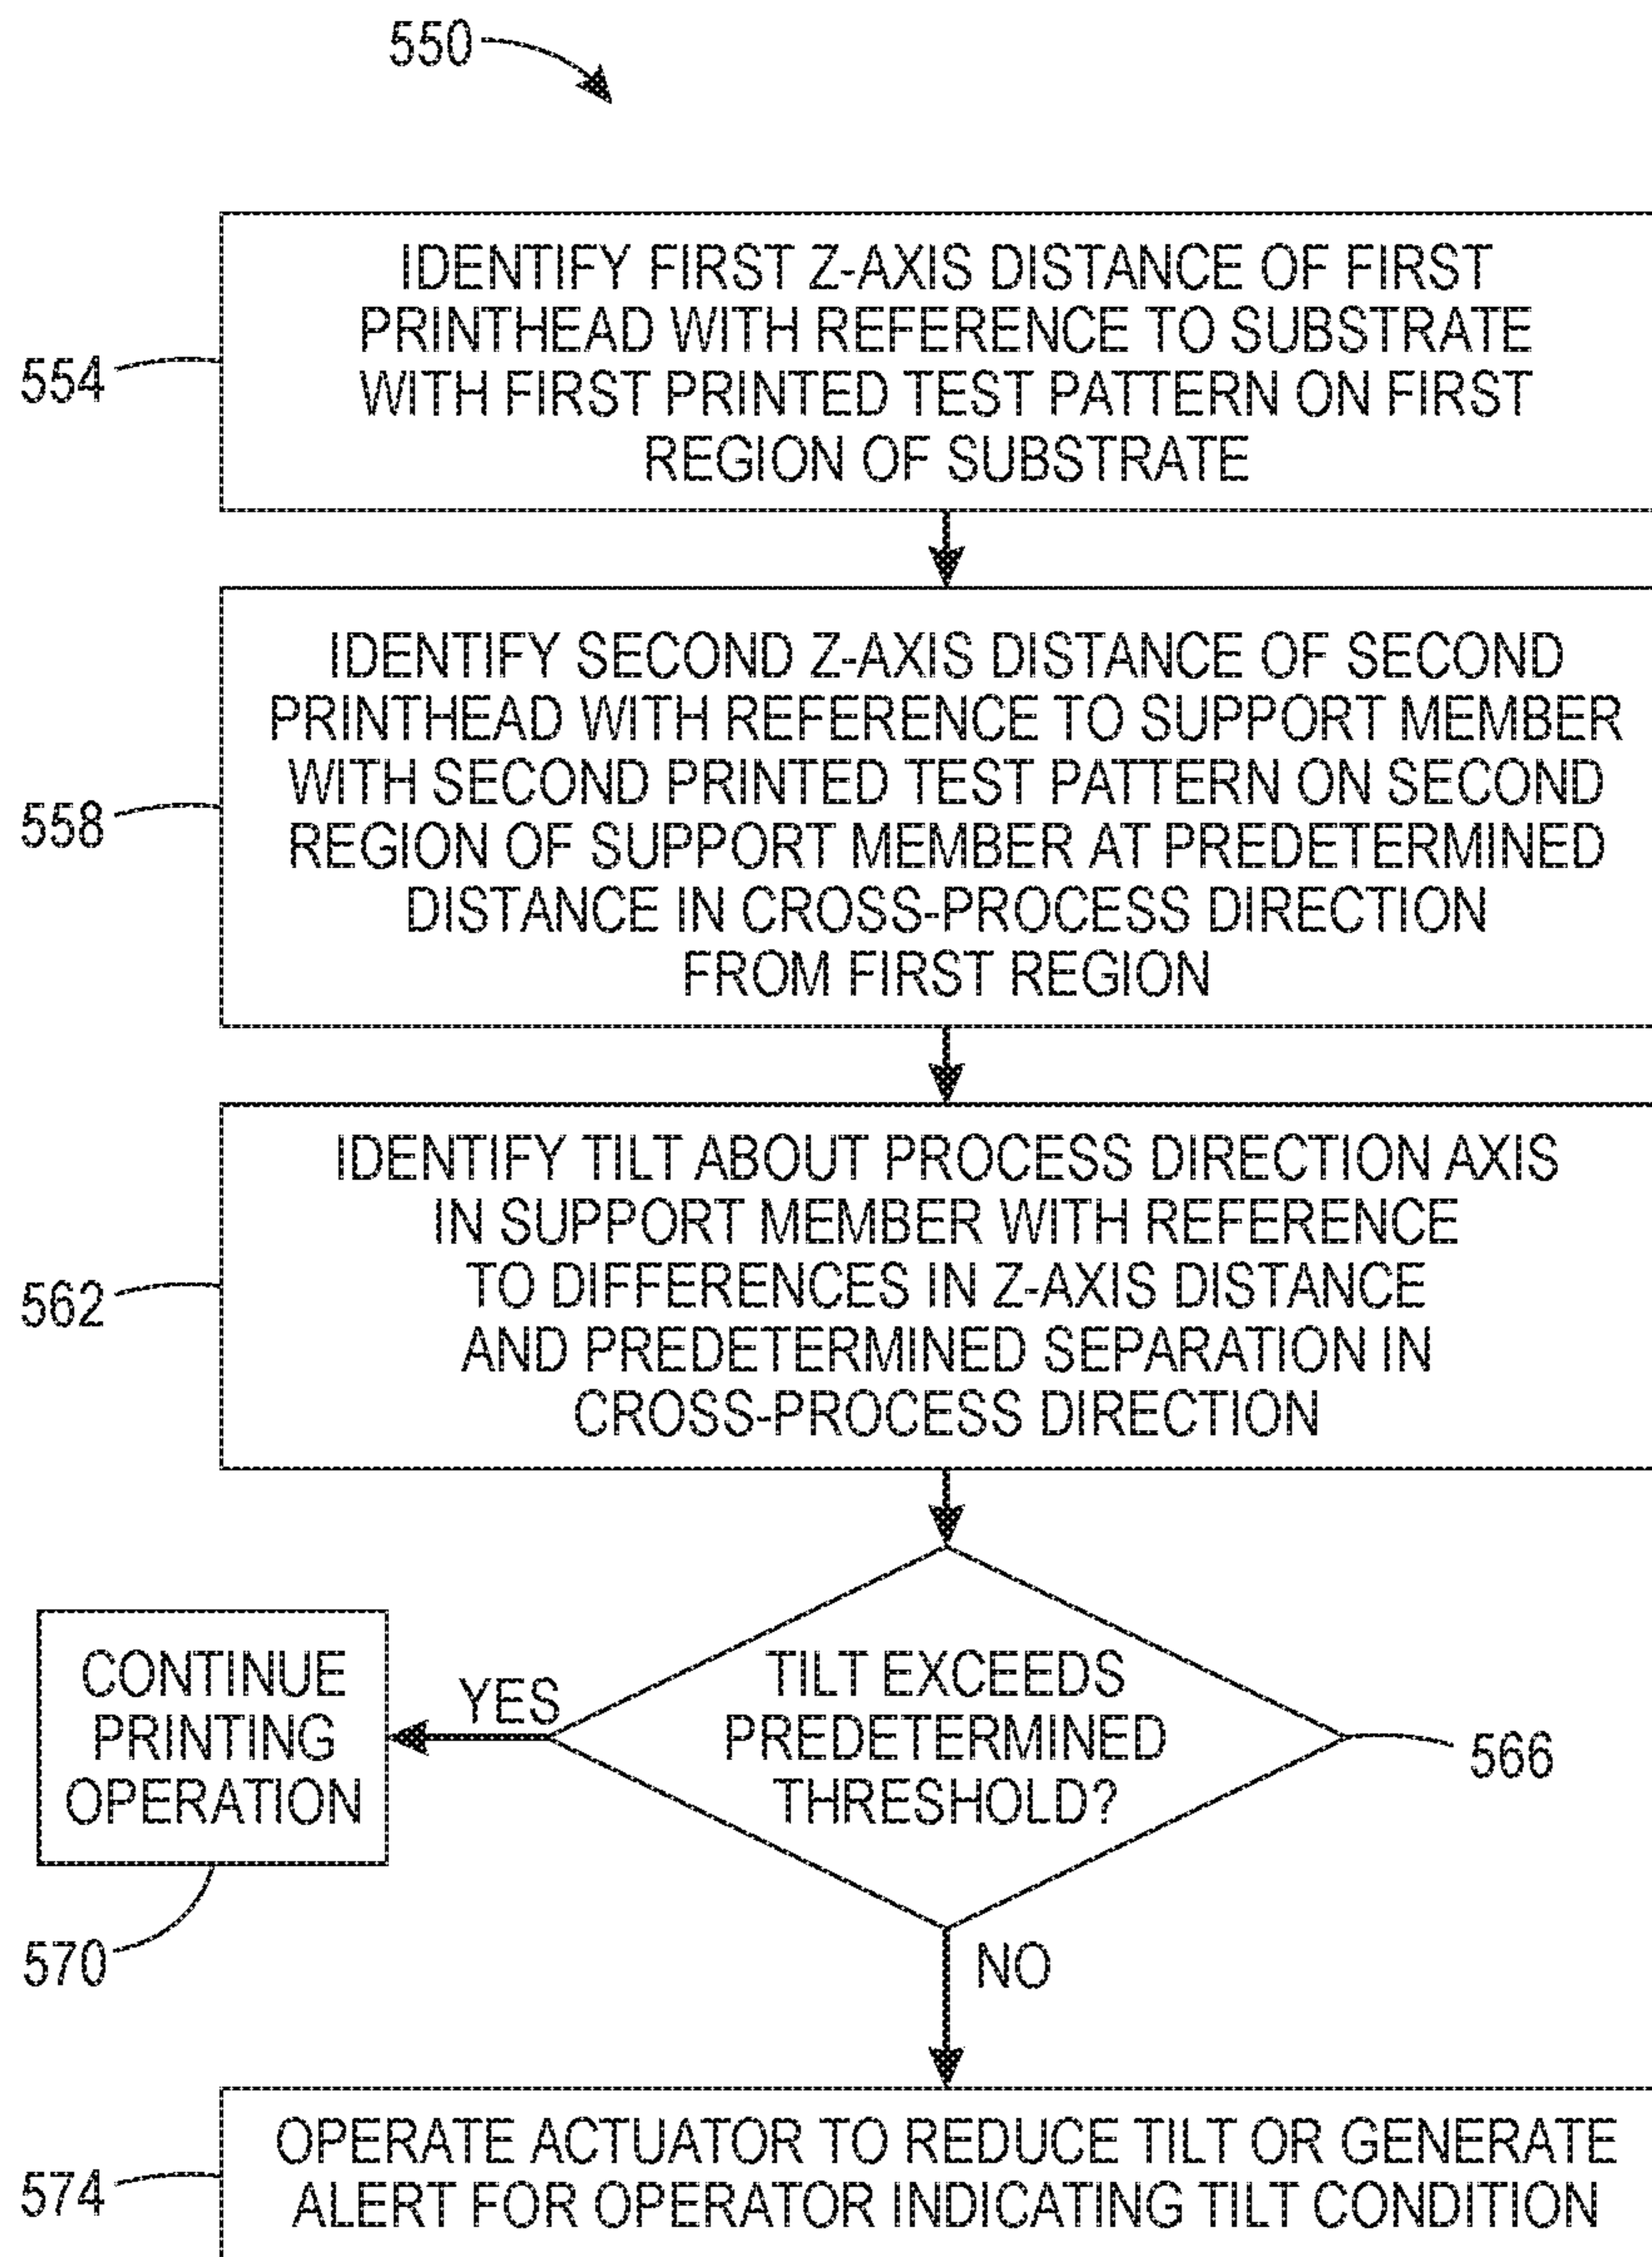 550
IDENTIFY FIRST Z-AXIS DISTANCE OF FIRST
PRINTHEAD WITH REFERENCE TO SUBSTRATE
WITH FIRST PRINTED TEST PATTERN ON FIRST
REGION OF SUBSTRATE
554
IDENTIFY SECOND Z-AXIS DISTANCE OF SECOND
PRINTHEAD WITH REFERENCE TO SUPPORT MEMBER
WITH SECOND PRINTED TEST PATTERN ON SECOND
REGION OF SUPPORT MEMBER AT PREDETERMINED
DISTANCE IN CROSS-PROCESS DIRECTION
FROM FIRST REGION
558
IDENTIFY TILT ABOUT PROCESS DIRECTION AXIS
IN SUPPORT MEMBER WITH REFERENCE
TO DIFFERENCES IN Z-AXIS DISTANCE
AND PREDETERMINED SEPARATION IN
CROSS-PROCESS DIRECTION
562
TILT EXCEEDS
PREDETERMINED
THRESHOLD?
566
YES
CONTINUE
PRINTING
OPERATION
570
NO
OPERATE ACTUATOR TO REDUCE TILT OR GENERATE
ALERT FOR OPERATOR INDICATING TILT CONDITION
574